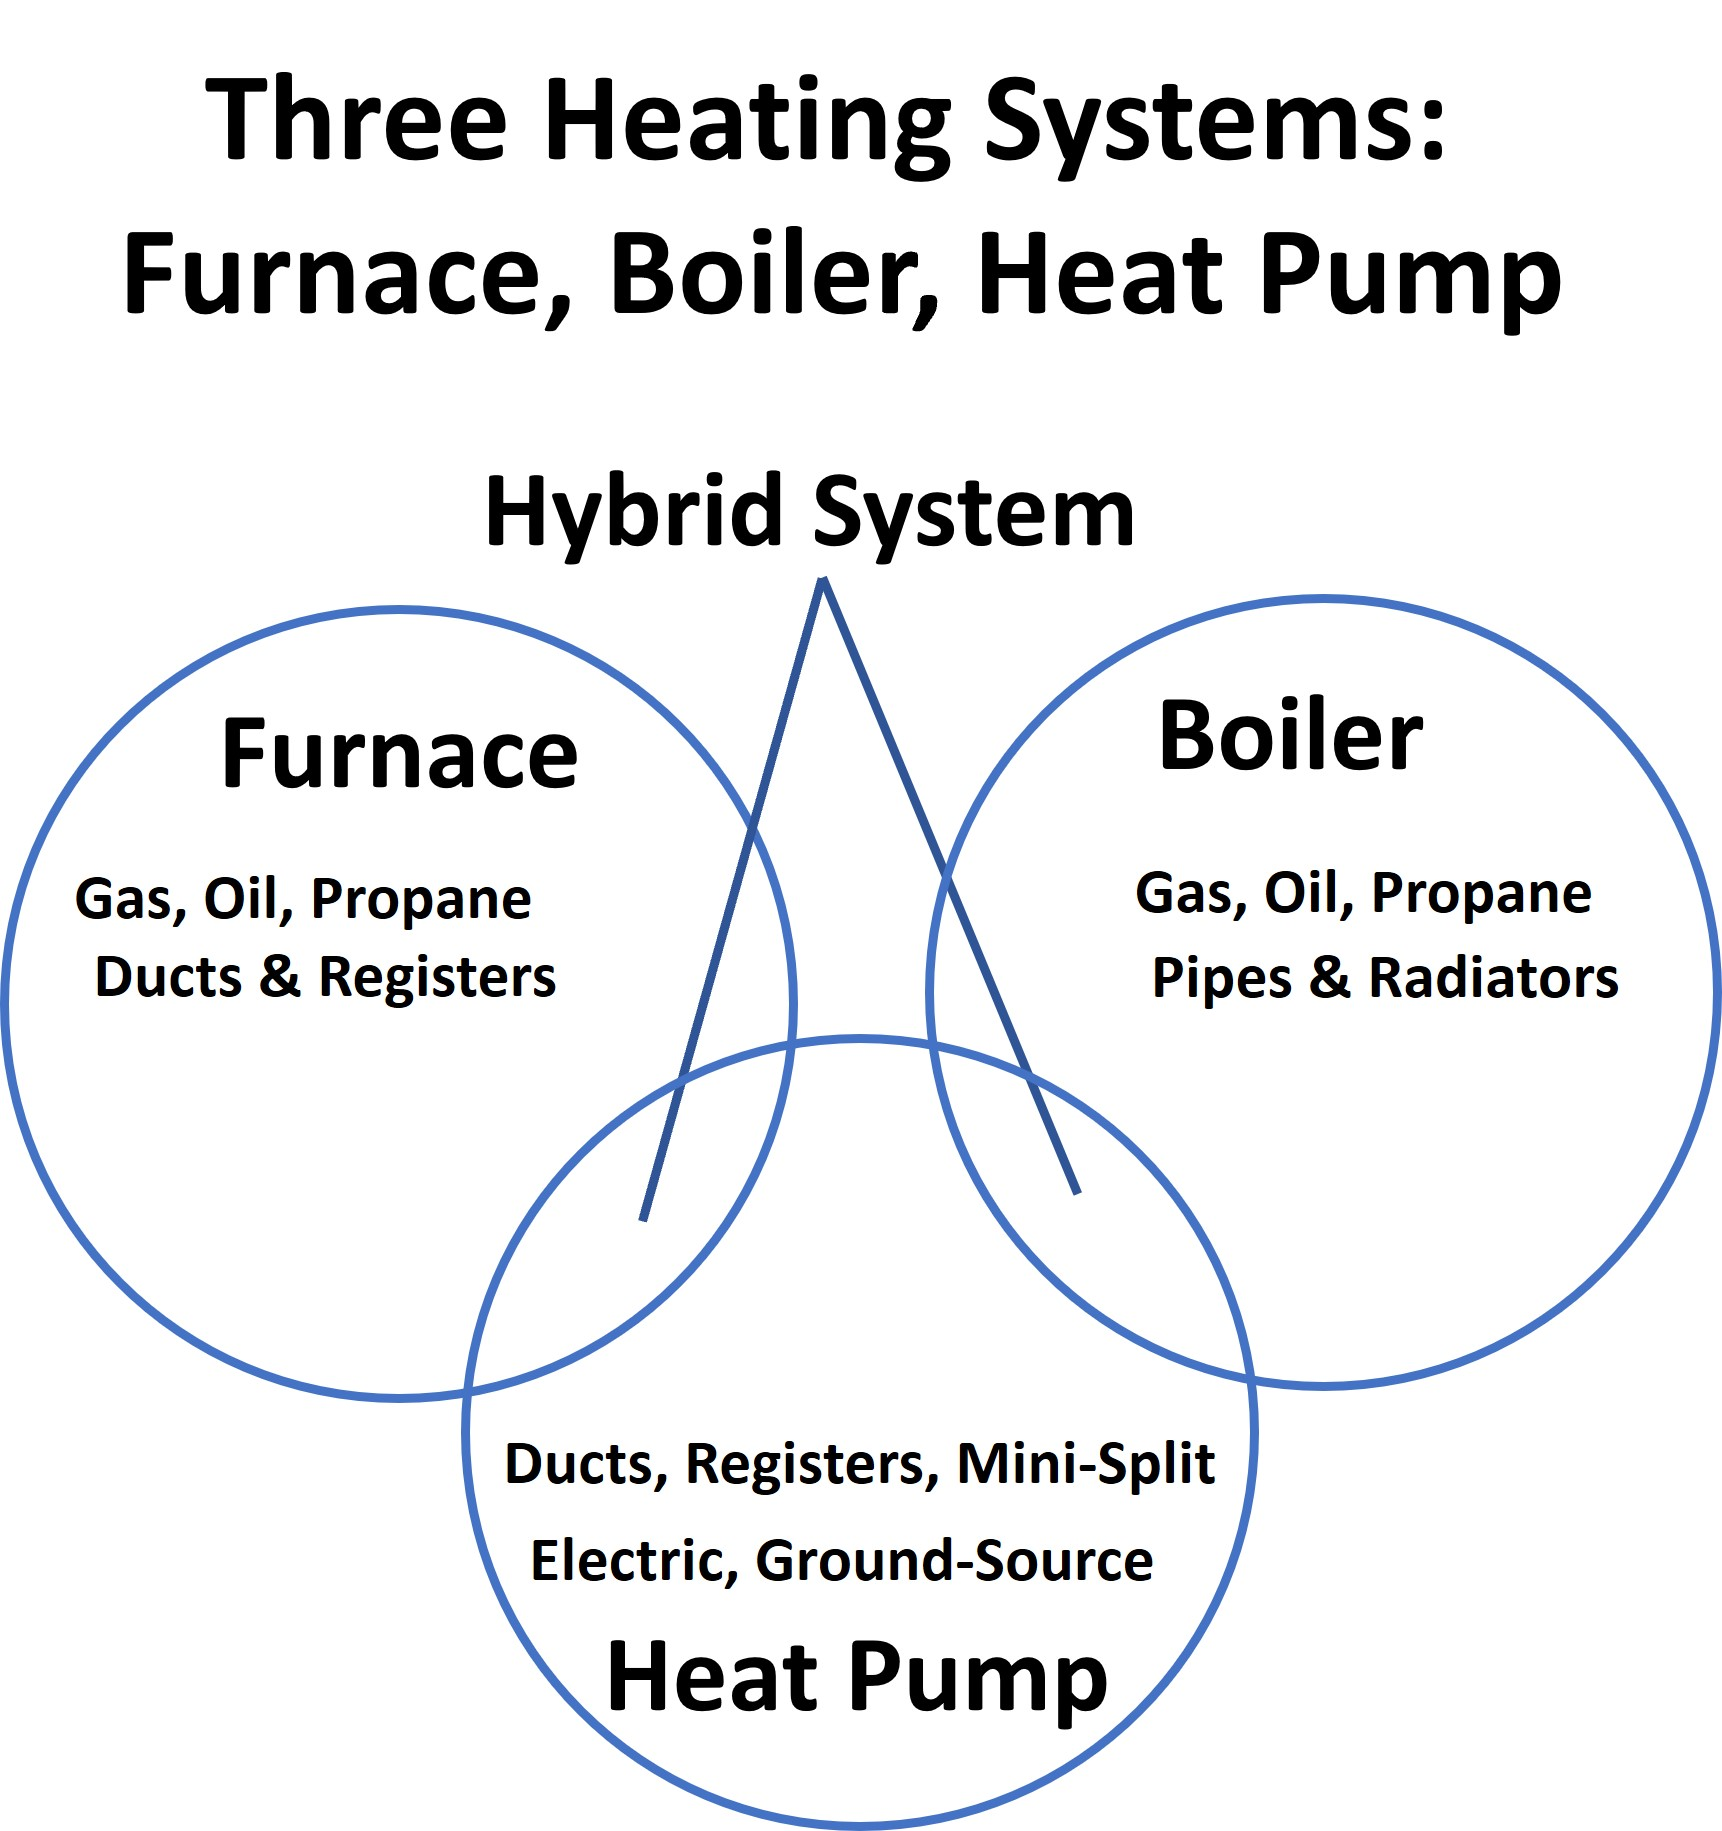 Three Heating Systems:
Furnace, Boiler, Heat Pump
Hybrid System
Furnace
Gas, Oil, Propane
Ducts & Registers
Boiler
Gas, Oil, Propane
Pipes & Radiators
Ducts, Registers, Mini-Split
Electric, Ground-Source
Heat Pump